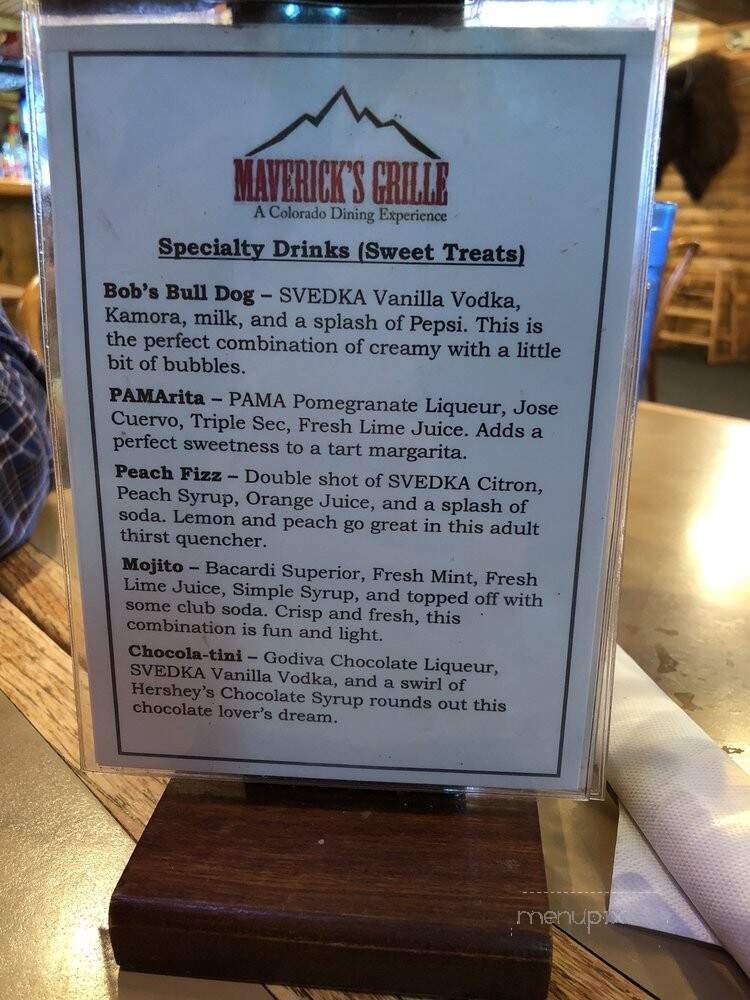 MAVERICK'S GRILLE
A Colorado Dining Experience
Specialty Drinks (Sweet Treats)
Bob's Bull Dog – SVEDKA Vanilla Vodka,
Kamora, milk, and a splash of Pepsi. This is
the perfect combination of creamy with a little
bit of bubbles.
PAMArita – PAMA Pomegranate Liqueur, Jose
Cuervo, Triple Sec, Fresh Lime Juice. Adds a
perfect sweetness to a tart margarita.
Peach Fizz – Double shot of SVEDKA Citron,
Peach Syrup, Orange Juice, and a splash of
soda. Lemon and peach go great in this adult
thirst quencher.
Mojito – Bacardi Superior, Fresh Mint, Fresh
Lime Juice, Simple Syrup, and topped off with
some club soda. Crisp and fresh, this
combination is fun and light.
Chocola-tini – Godiva Chocolate Liqueur,
SVEDKA Vanilla Vodka, and a swirl of
Hershey's Chocolate Syrup rounds out this
chocolate lover's dream.
menupix